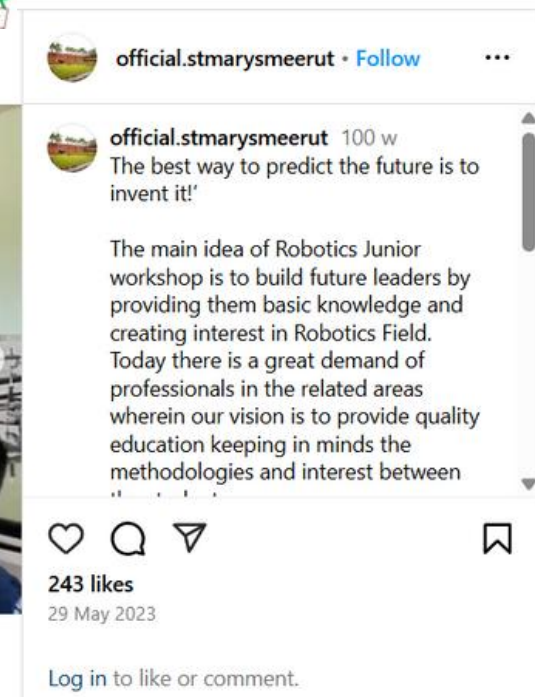 official.stmarysmeerut • Follow
official.stmarysmeerut 100 w
The best way to predict the future is to
invent it!'
The main idea of Robotics Junior
workshop is to build future leaders by
providing them basic knowledge and
creating interest in Robotics Field.
Today there is a great demand of
professionals in the related areas
wherein our vision is to provide quality
education keeping in minds the
methodologies and interest between
243 likes
29 May 2023
Log in to like or comment.